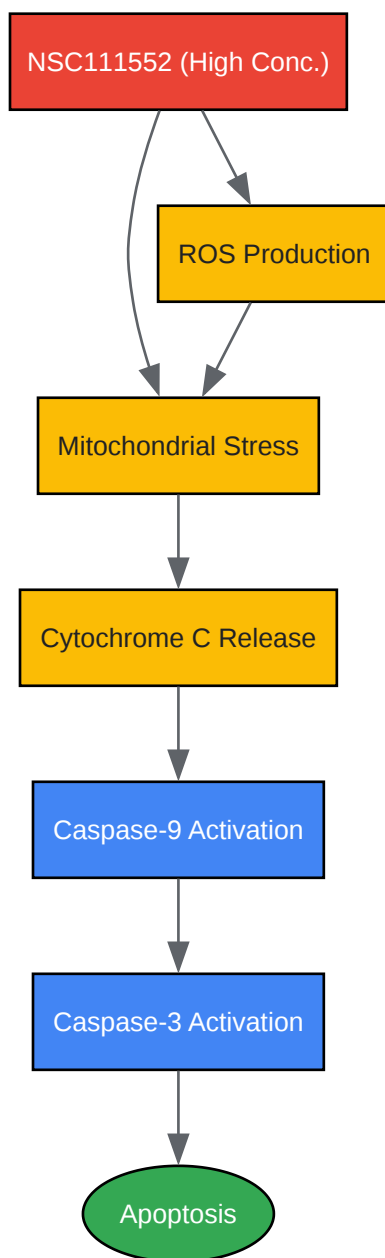 NSC111552 (High Conc.)
ROS Production
Mitochondrial Stress
Cytochrome C Release
Caspase-9 Activation
Caspase-3 Activation
Apoptosis